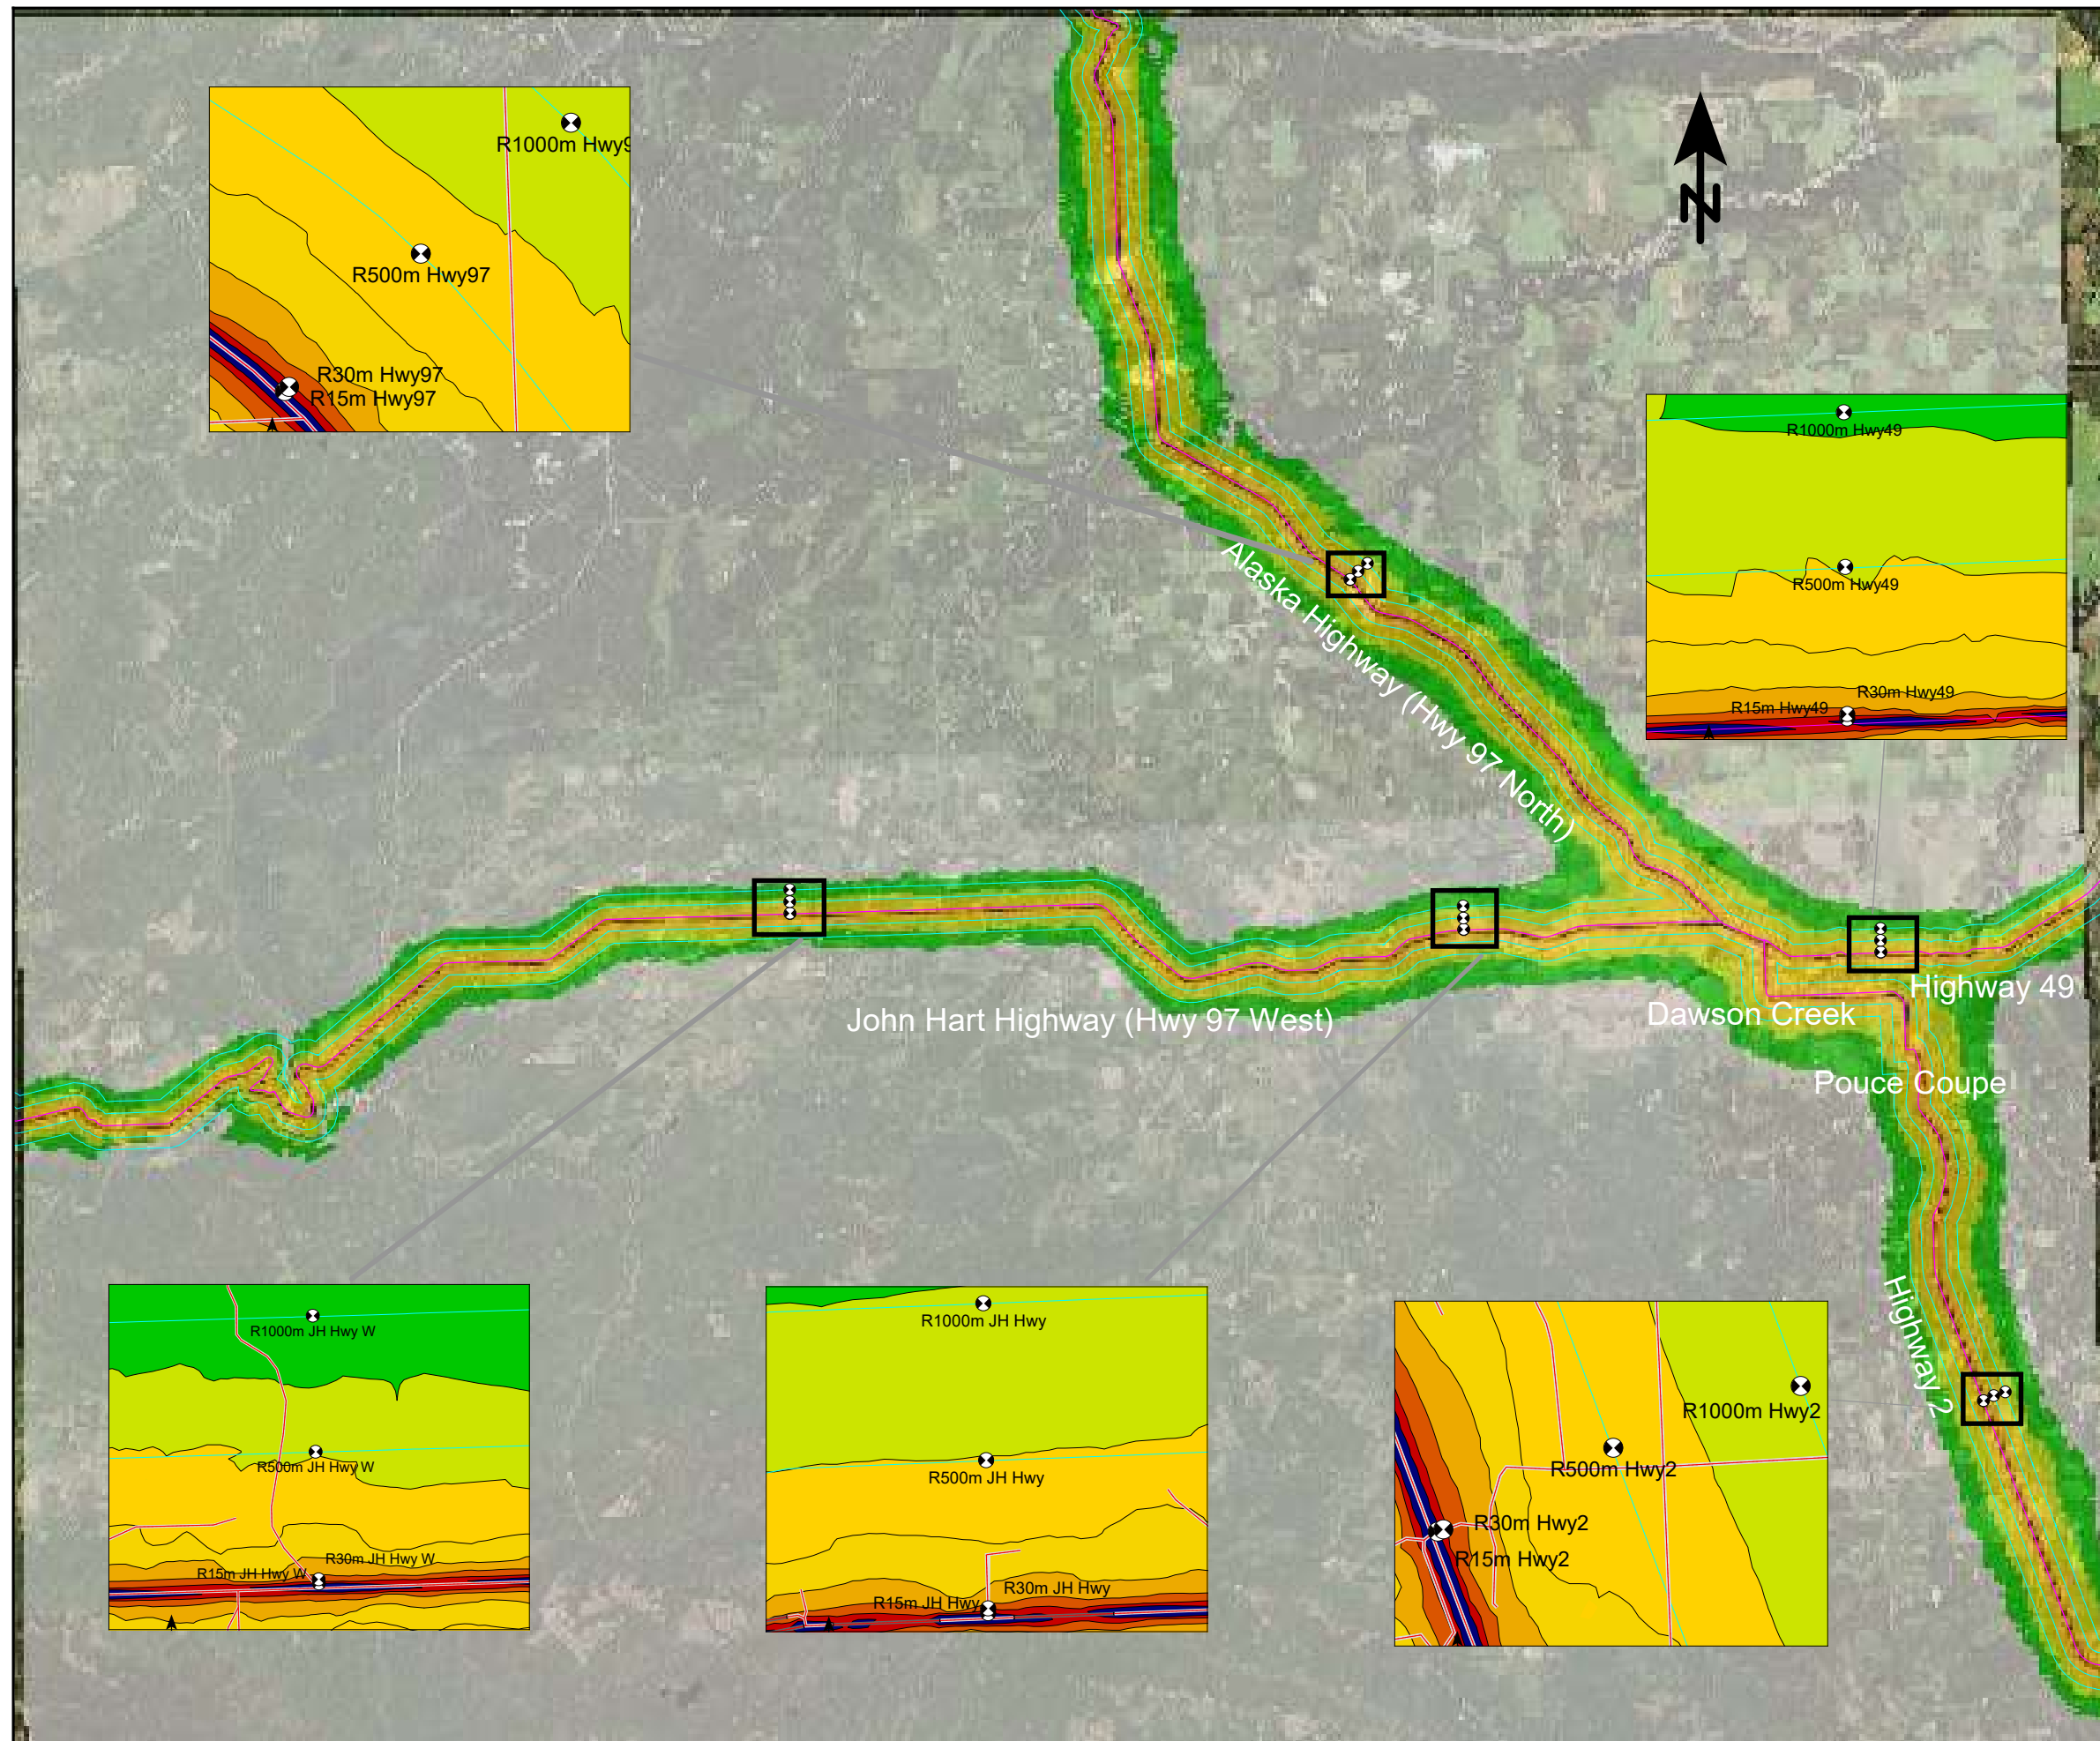 R1000m Hwy9
R500m Hwy97
R30m Hwy97
R15m Hwy97
N
R1000m Hwy49
R500m Hwy49
R30m Hwy49
R15m Hwy49
Alaska Highway (Hwy 97 North)
John Hart Highway (Hwy 97 West)
Highway 49
Dawson Creek
Pouce Coupe
Highway 2
R1000m JH Hwy W
R500m JH Hwy W
R30m JH Hwy W
R15m JH Hwy W
R1000m JH Hwy
R500m JH Hwy
R30m JH Hwy
R15m JH Hwy
R1000m Hwy2
R500m Hwy2
R30m Hwy2
R15m Hwy2